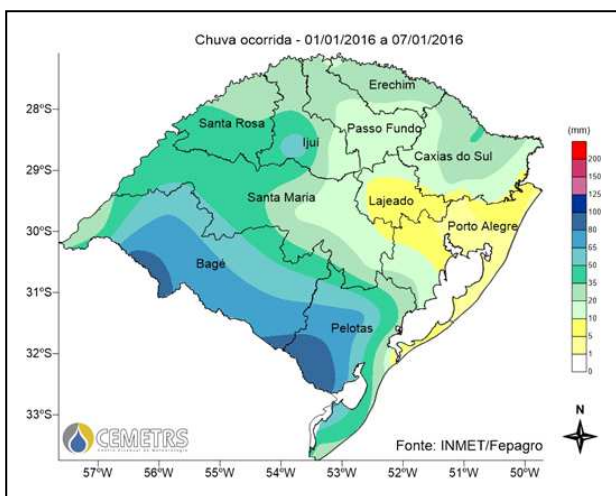 Chuva ocorrida - 01/01/2016 a 07/01/2016
28°S
29°S
30°S
31°S
32°S
33°S
Erechim
Santa Rosa
Ijuí
Passo Fundo
Caxias do Sul
Santa Maria
Lajeado
Porto Alegre
Bagé
Pelotas
(mm)
200
150
125
100
80
65
50
35
20
10
5
1
0
N
CEMETRS
Fonte: INMET/Fepagro
57°W
56°W
55°W
54°W
53°W
52°W
51°W
50°W